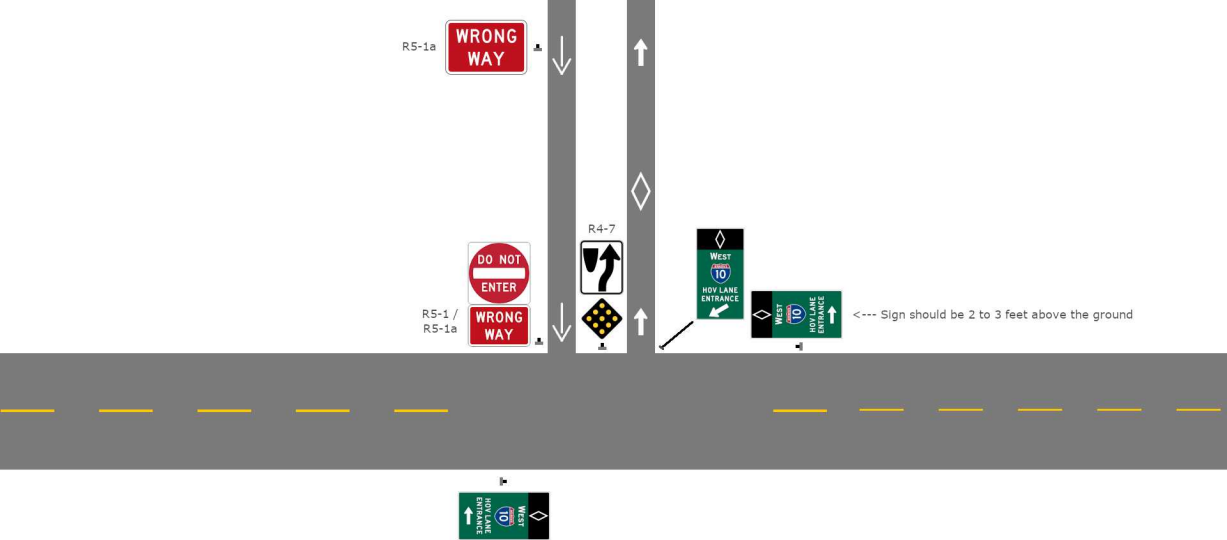 R5-1a
WRONG
WAY
R4-7
DO NOT
ENTER
R5-1 /
R5-1a
WRONG
WAY
WEST
10
HOV LANE
ENTRANCE
WEST
10
HOV LANE
ENTRANCE
<--- Sign should be 2 to 3 feet above the ground
WEST
10
HOV LANE
ENTRANCE